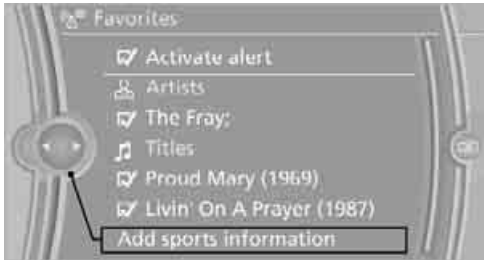 Favorites
Activate alert
Artists
The Fray;
Titles
Proud Mary (1969)
Livin' On A Prayer (1987)
Add sports information